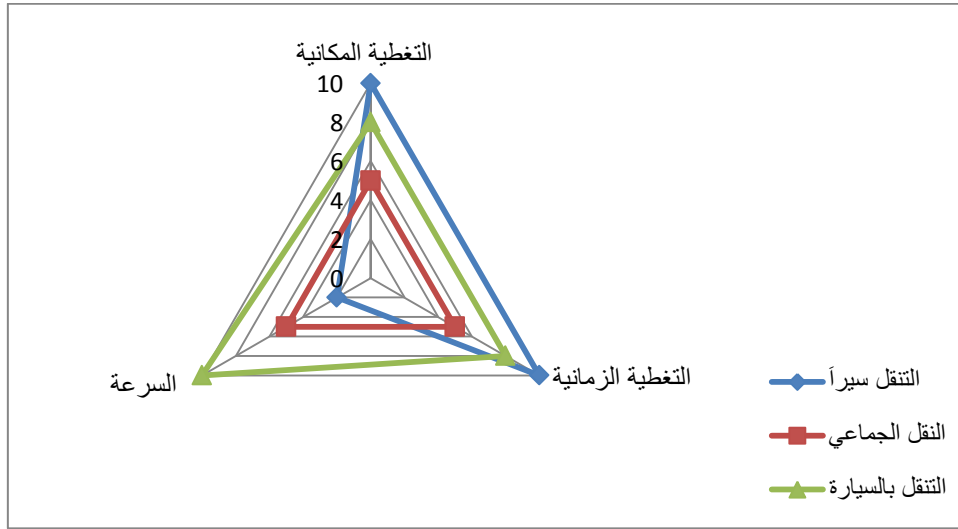 التغطية المكانية
10
8
6
4
2
0
السرعة
التغطية الزمانية
التنقل سيراَ
النقل الجماعي
التنقل بالسيارة